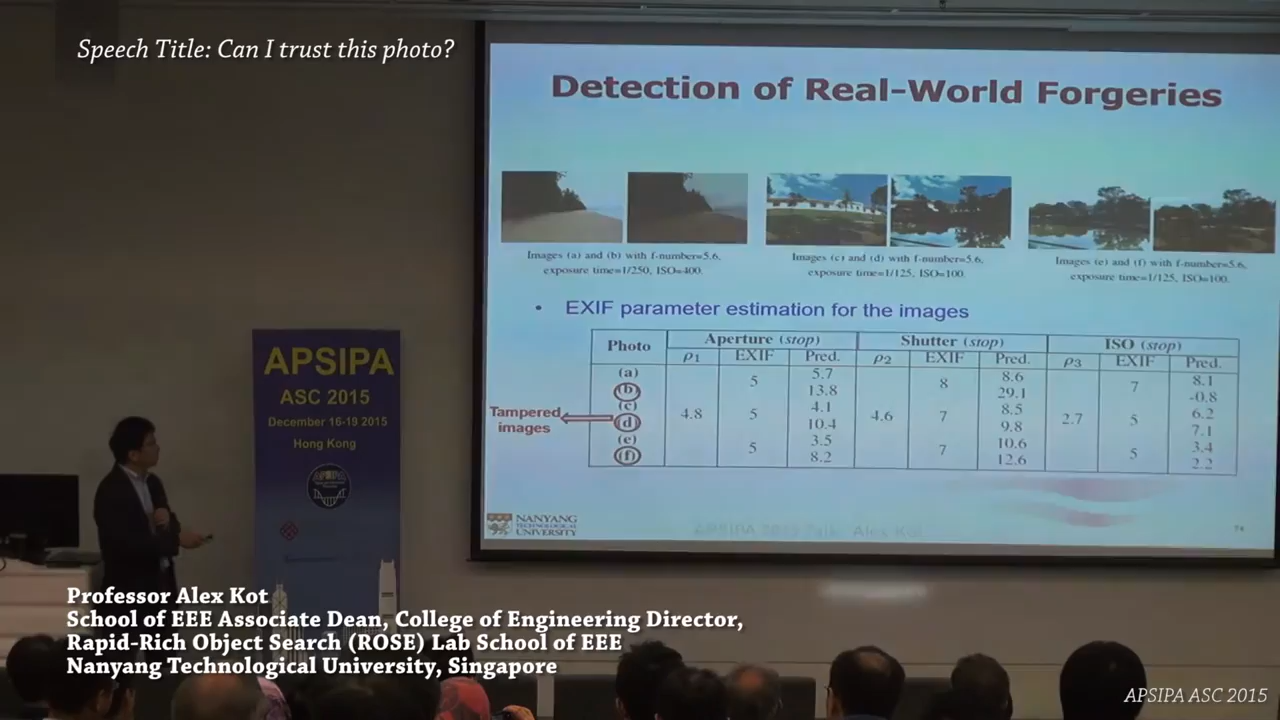 Speech Title: Can I trust this photo?
Detection of Real-World Forgeries
Images (a) and (b) with f-number=5.6,
exposure time=1/250, ISO=400.
Images (c) and (d) with f-number=5.6,
exposure time=1/125, ISO=100.
Images (e) and (f) with f-number=5.6,
exposure time=1/125, ISO=100.
• EXIF parameter estimation for the images
Photo Aperture (stop) Shutter (stop) ISO (stop)
ρ1 EXIF Pred. ρ2 EXIF Pred. ρ3 EXIF Pred.
(a) 5 5.7 8 8.6 7 8.1
(b) 13.8 29.1 -0.8
(c) 4.8 5 4.1 4.6 7 8.5 2.7 5 6.2
(d) 10.4 9.8 7.1
(e) 5 3.5 7 10.6 5 3.4
(f) 8.2 12.6 2.2
Tampered
images
NANYANG
TECHNOLOGICAL
UNIVERSITY
APSIPA 2015 Talk: Alex Kot
APSIPA
ASC 2015
December 16-19 2015
Hong Kong
APSIPA
Professor Alex Kot
School of EEE Associate Dean, College of Engineering Director,
Rapid-Rich Object Search (ROSE) Lab School of EEE
Nanyang Technological University, Singapore
APSIPA ASC 2015